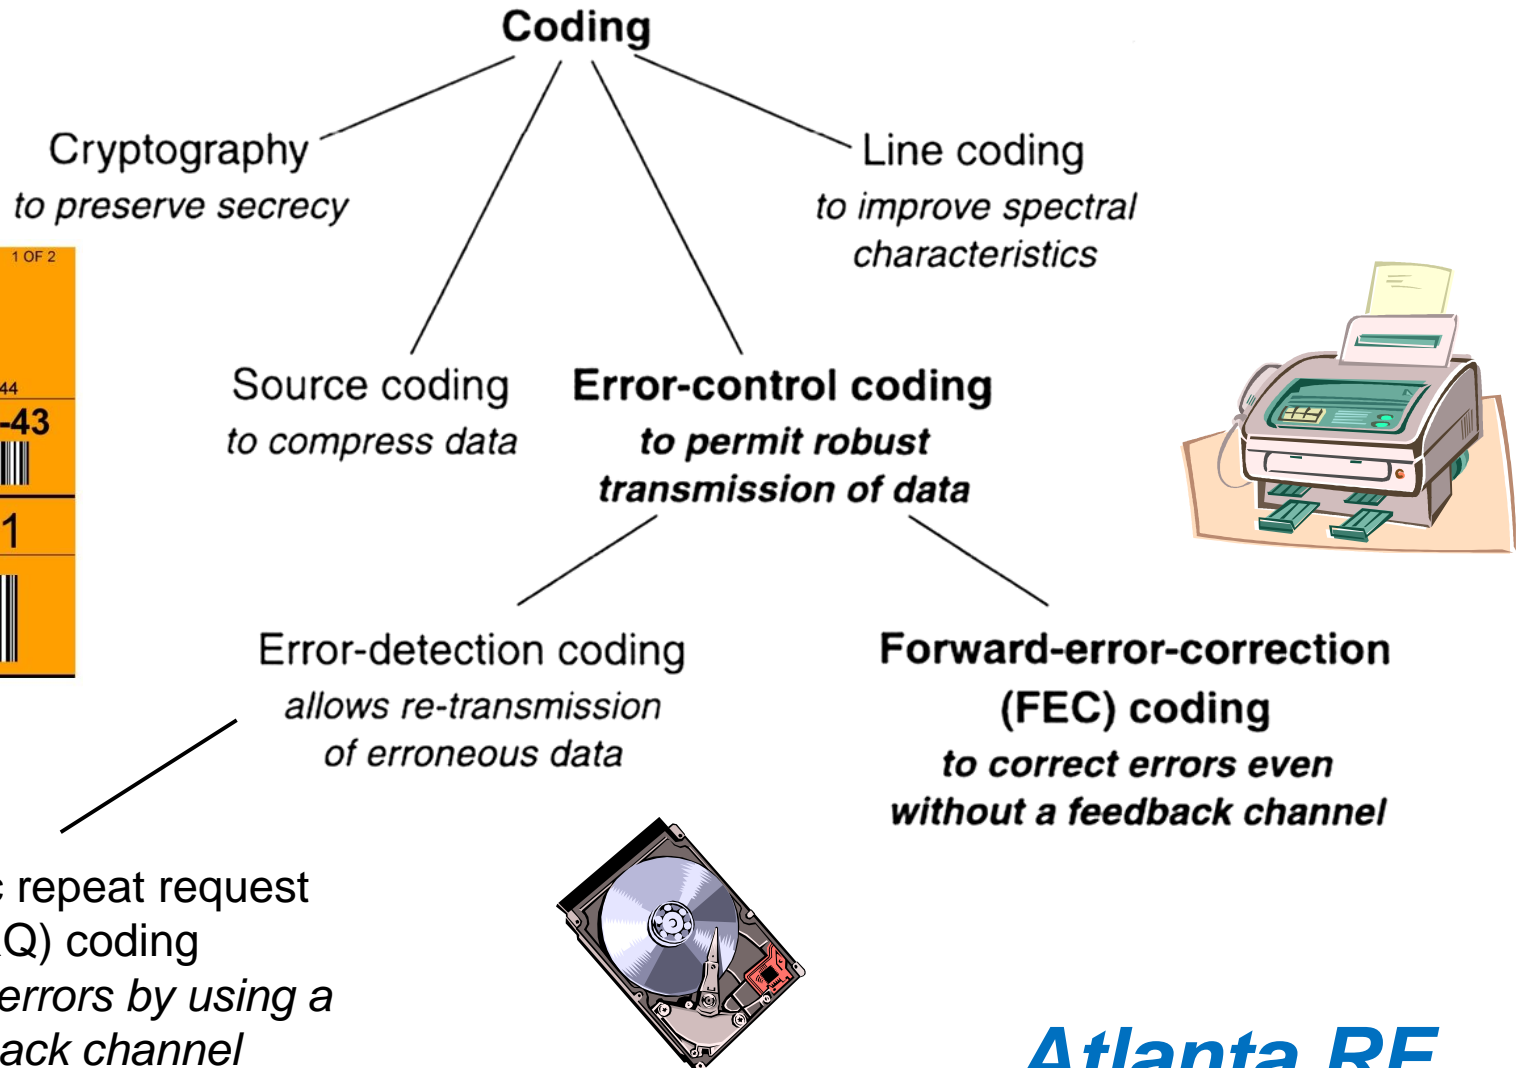 Coding
Cryptography
to preserve secrecy
Line coding
to improve spectral
characteristics
1 OF 2
44
-43
1
Source coding
to compress data
Error-control coding
to permit robust
transmission of data
Error-detection coding
allows re-transmission
of erroneous data
Forward-error-correction
(FEC) coding
to correct errors even
without a feedback channel
repeat request
Q) coding
errors by using a
ack channel
Atlanta RF